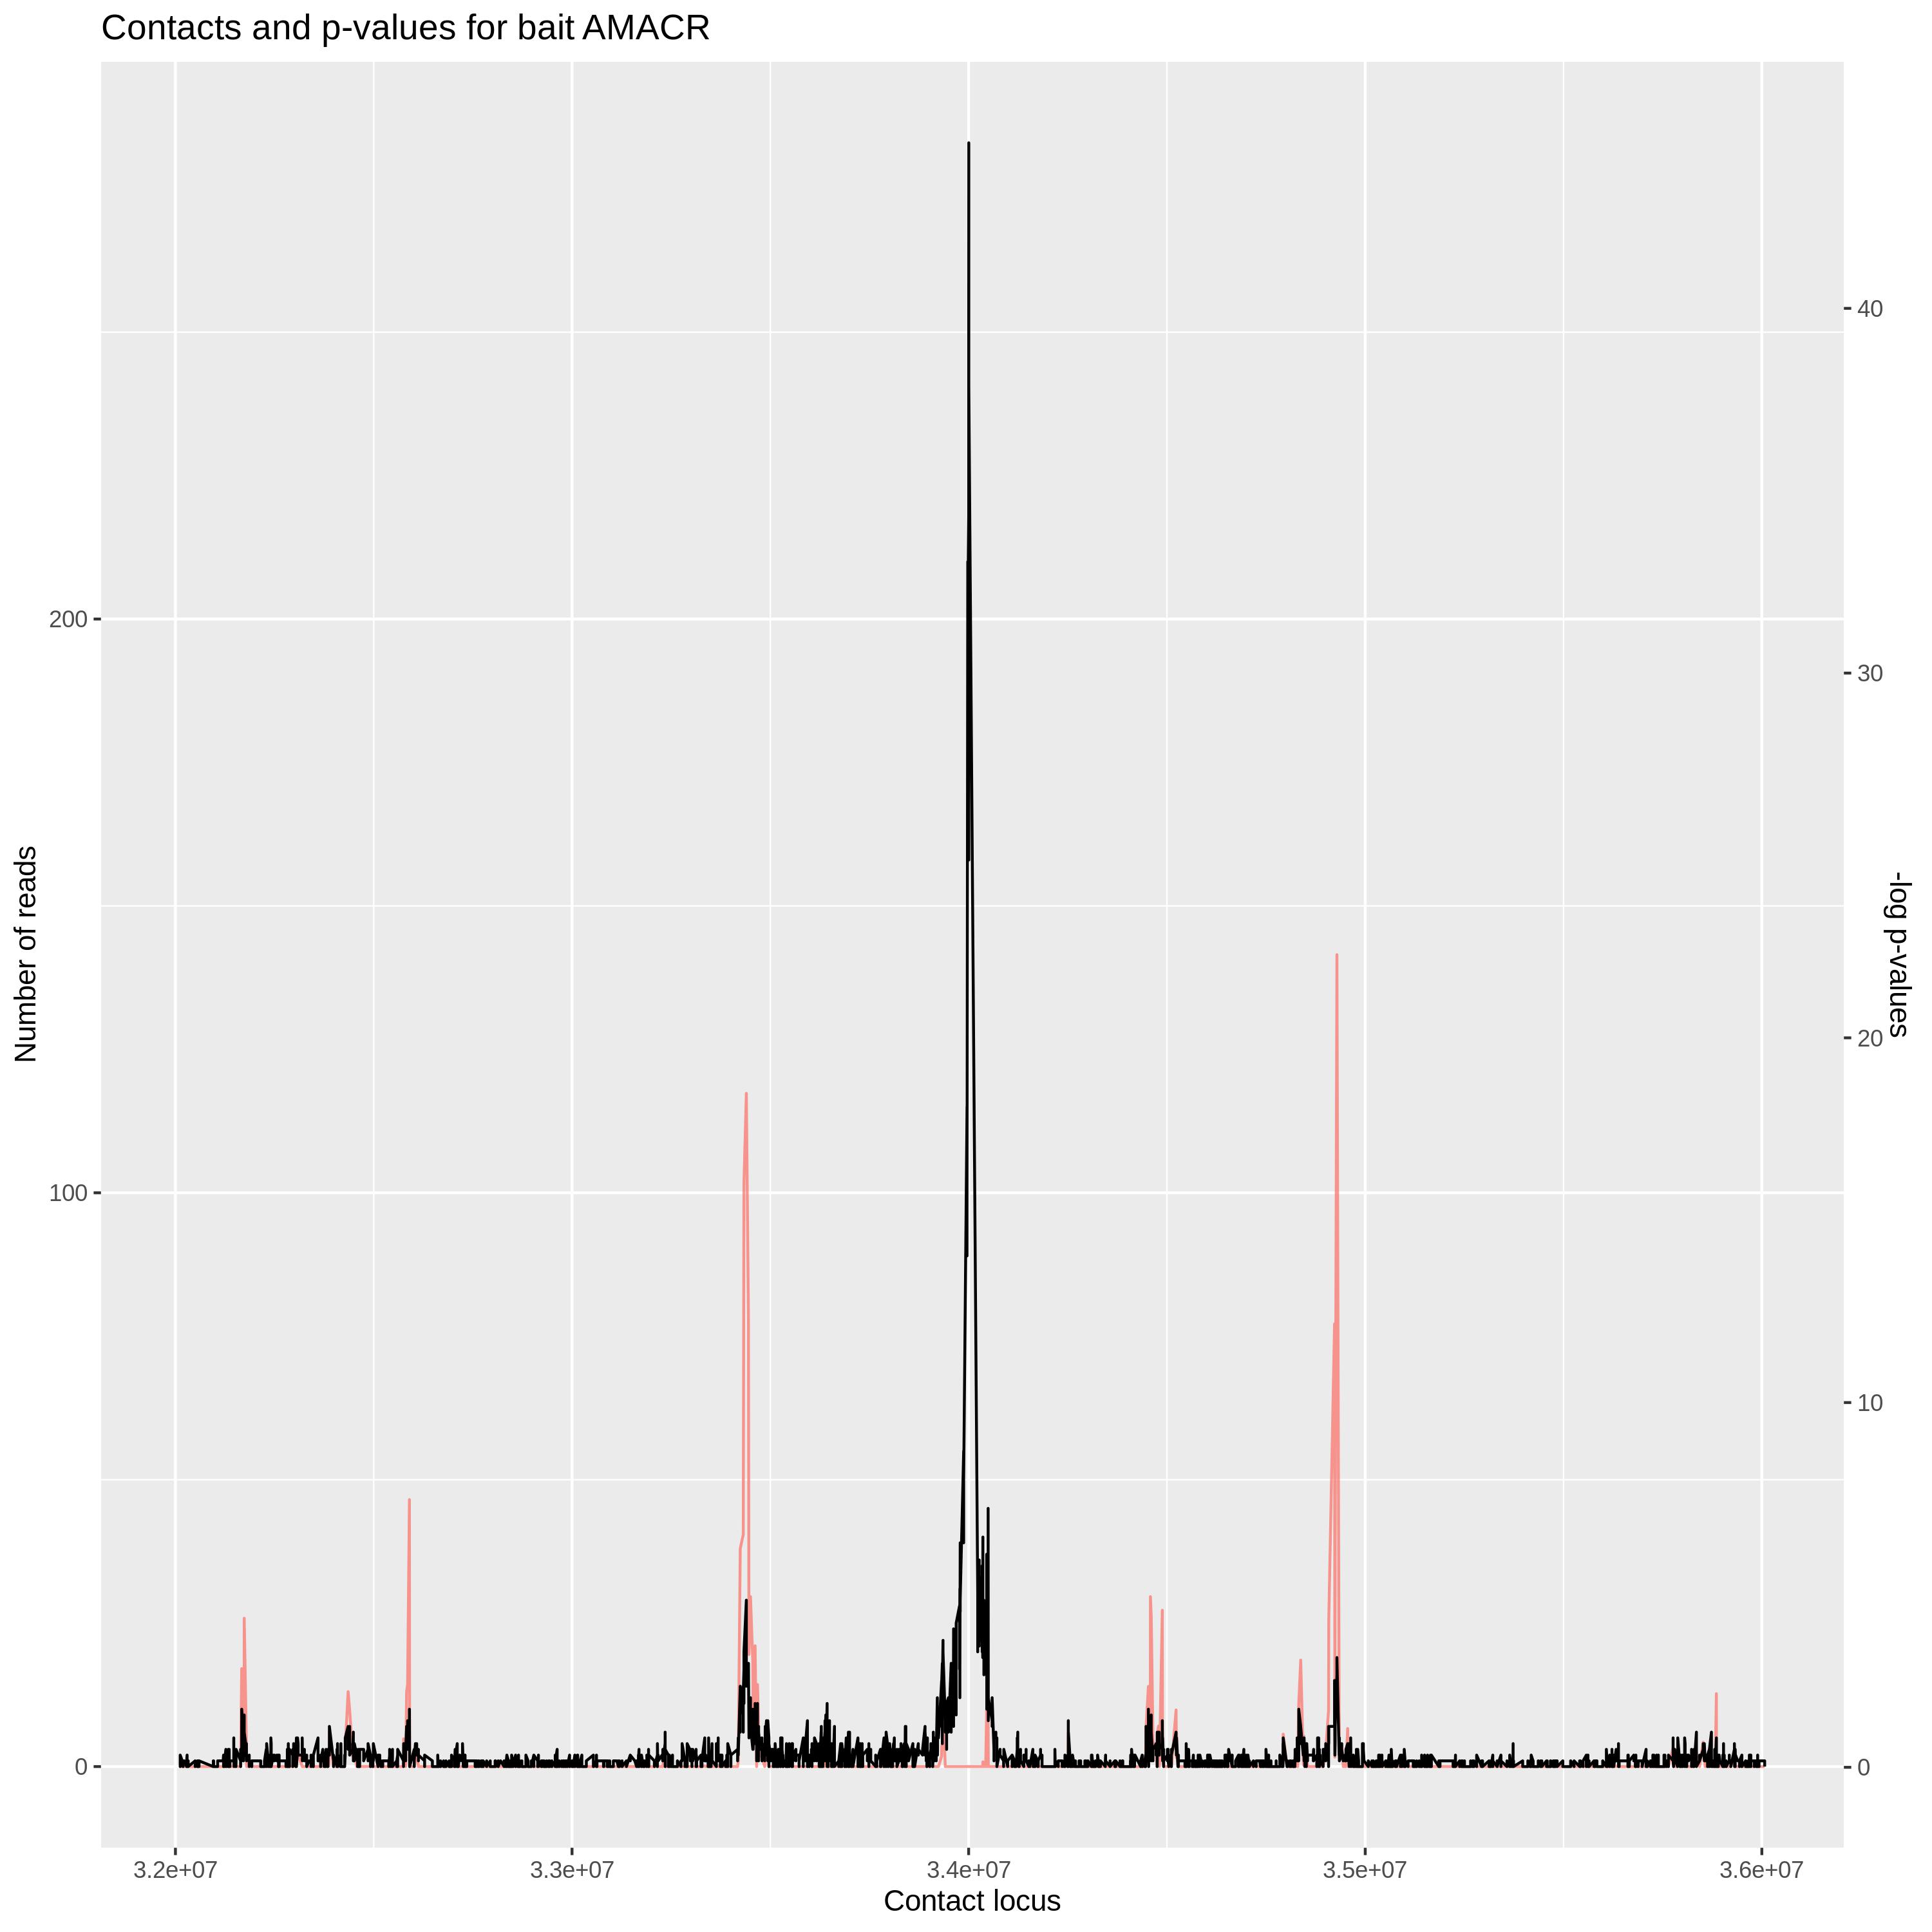 Contacts and p-values for bait AMACR
Number of reads
200
100
0
40
30
20
10
0
-log p-values
3.2e+07
3.3e+07
3.4e+07
3.5e+07
3.6e+07
Contact locus